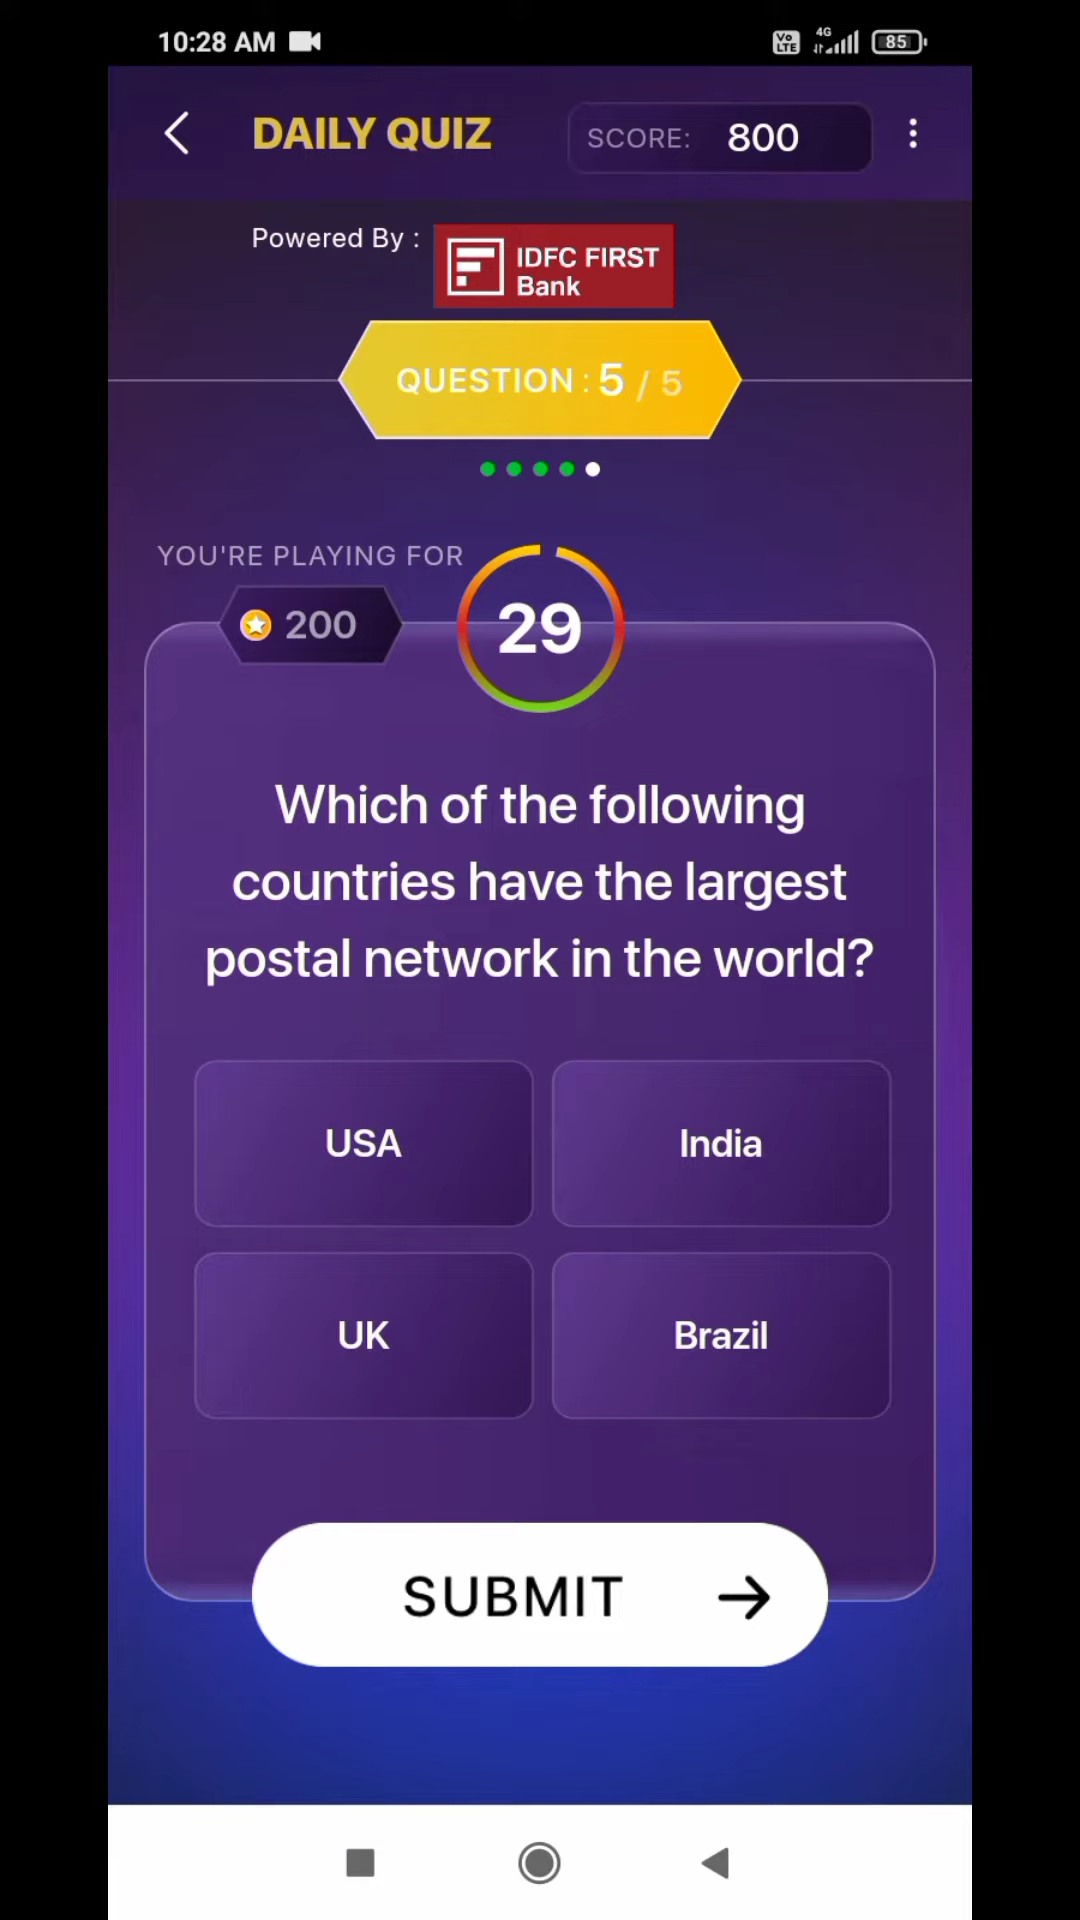 10:28 AM
Vo LTE 4G 85
DAILY QUIZ
SCORE: 800
Powered By :
IDFC FIRST
Bank
QUESTION : 5 / 5
YOU'RE PLAYING FOR
200
29
Which of the following
countries have the largest
postal network in the world?
USA
India
UK
Brazil
SUBMIT